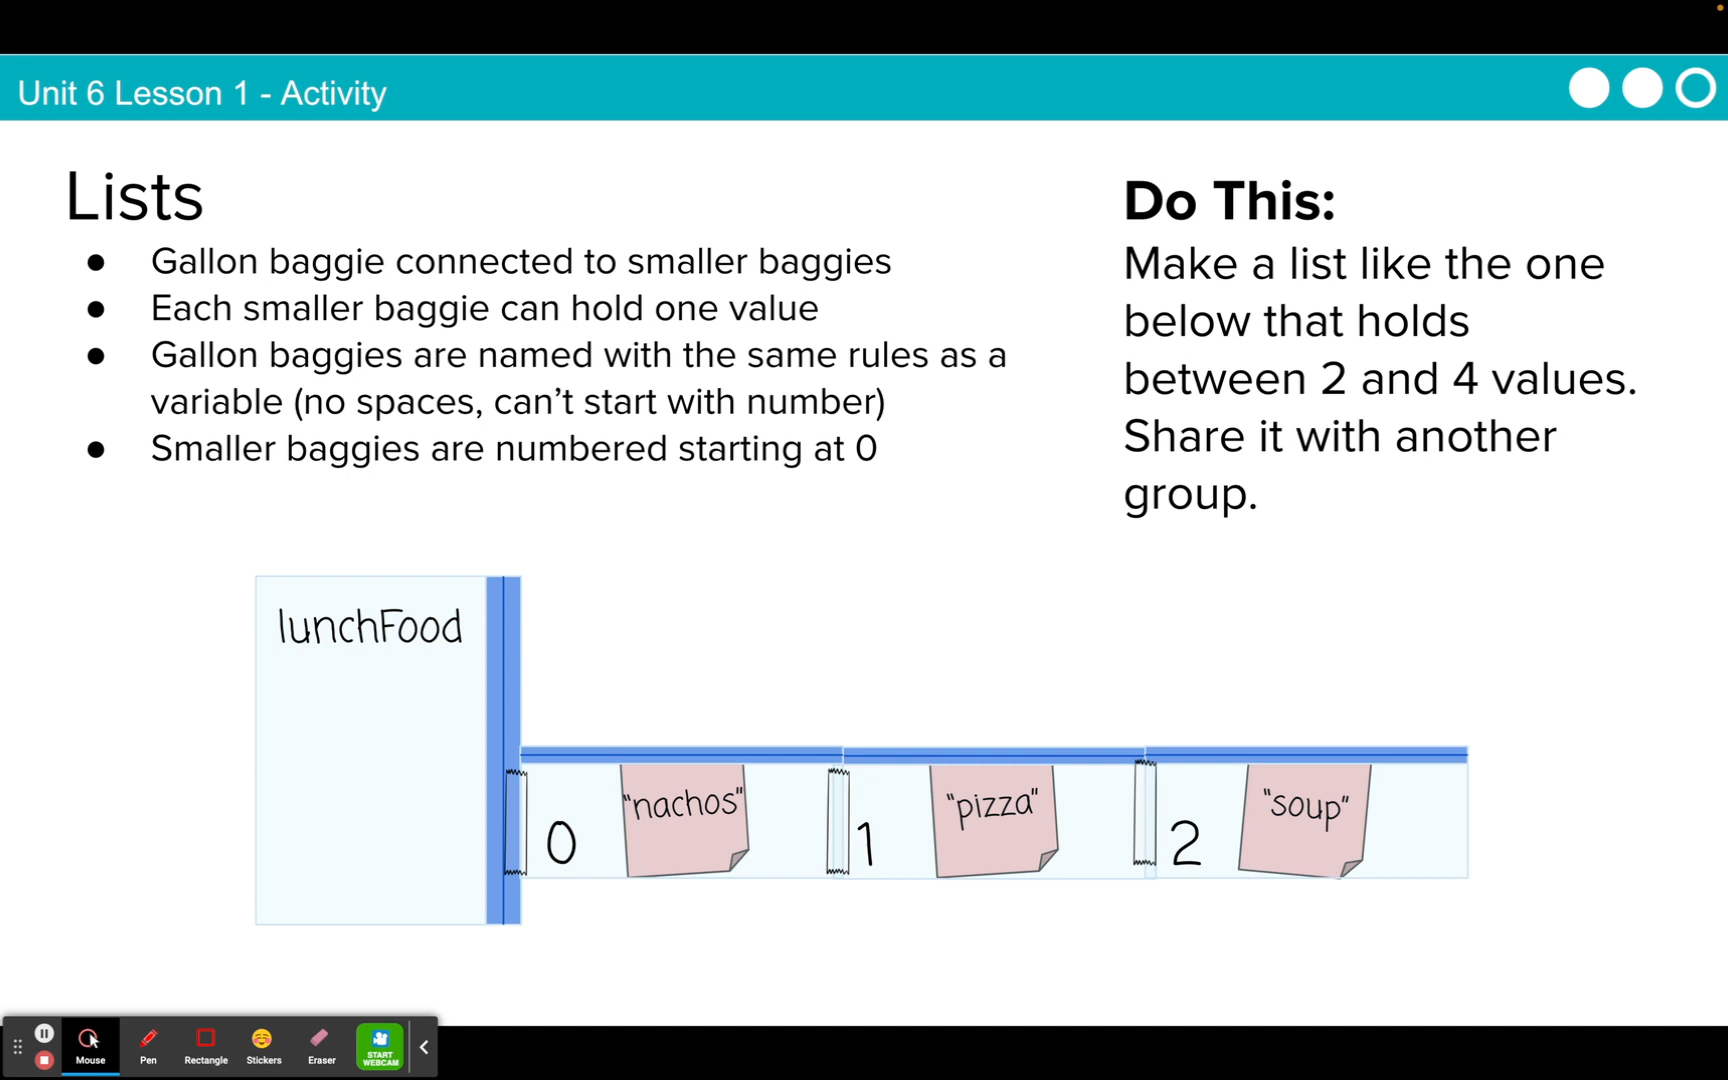 Unit 6 Lesson 1 - Activity
Lists
● Gallon baggie connected to smaller baggies
● Each smaller baggie can hold one value
● Gallon baggies are named with the same rules as a
variable (no spaces, can’t start with number)
● Smaller baggies are numbered starting at 0
Do This:
Make a list like the one
below that holds
between 2 and 4 values.
Share it with another
group.
lunchFood
0 "nachos" 1 "pizza" 2 "soup"
Mouse Pen Rectangle Stickers Eraser START
WEBCAM